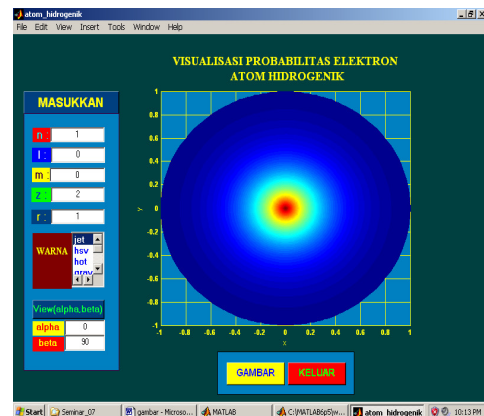 atom_hidrogenik
File Edit View Insert Tools Window Help
VISUALISASI PROBABILITAS ELEKTRON
ATOM HIDROGENIK
MASUKKAN
n : 1
l : 0
m : 0
z : 2
r : 1
WARNA
jet
hsv
hot
gray
View(alpha,beta)
alpha 0
beta 90
1
0.8
0.6
0.4
0.2
0
-0.2
-0.4
-0.6
-0.8
-1
y
-1 -0.8 -0.6 -0.4 -0.2 0 0.2 0.4 0.6 0.8 1
x
GAMBAR KELUAR
Start Seminar_07 gambar - Microso... MATLAB C:\MATLAB6p5\w... atom_hidrogenik 10:13 PM